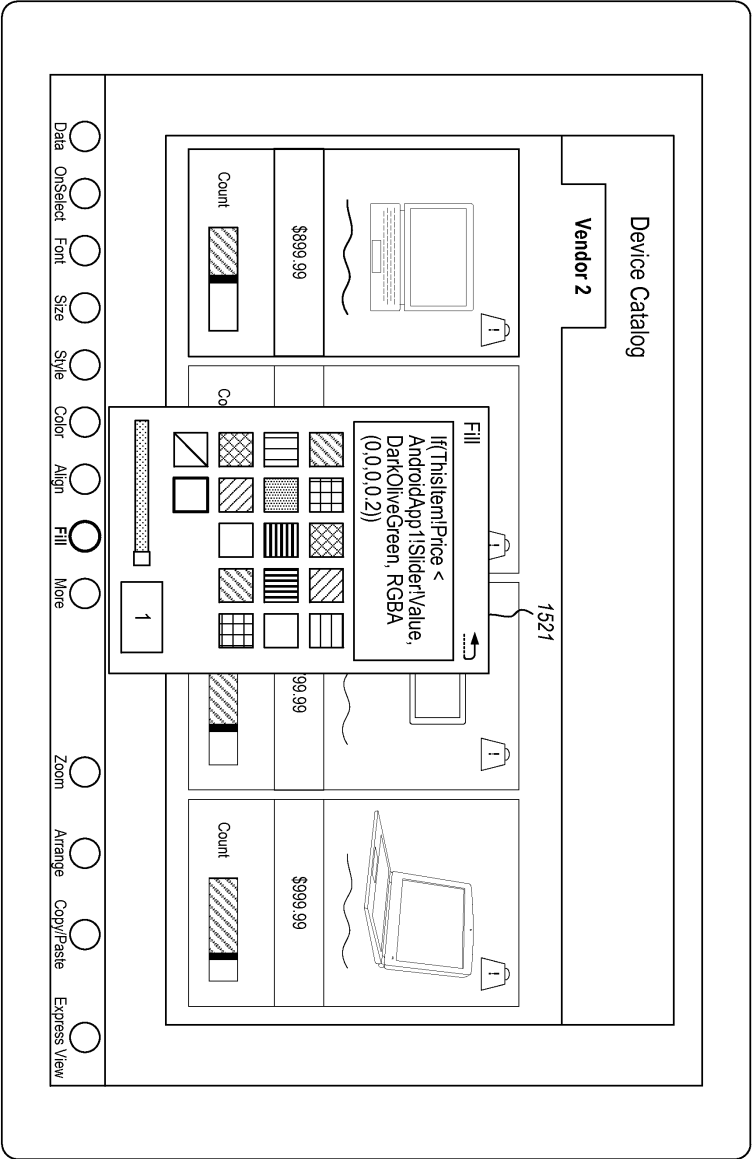 Device Catalog
Vendor 2
!
!
!
!
$899.99
99.99
$999.99
Count
Co
Count
1521
Fill
If(ThisItem!Price <
AndroidApp1!Slider!Value,
DarkOliveGreen, RGBA
(0,0,0,0.2))
1
Data
OnSelect
Font
Size
Style
Color
Align
Fill
More
Zoom
Arrange
Copy/Paste
Express View